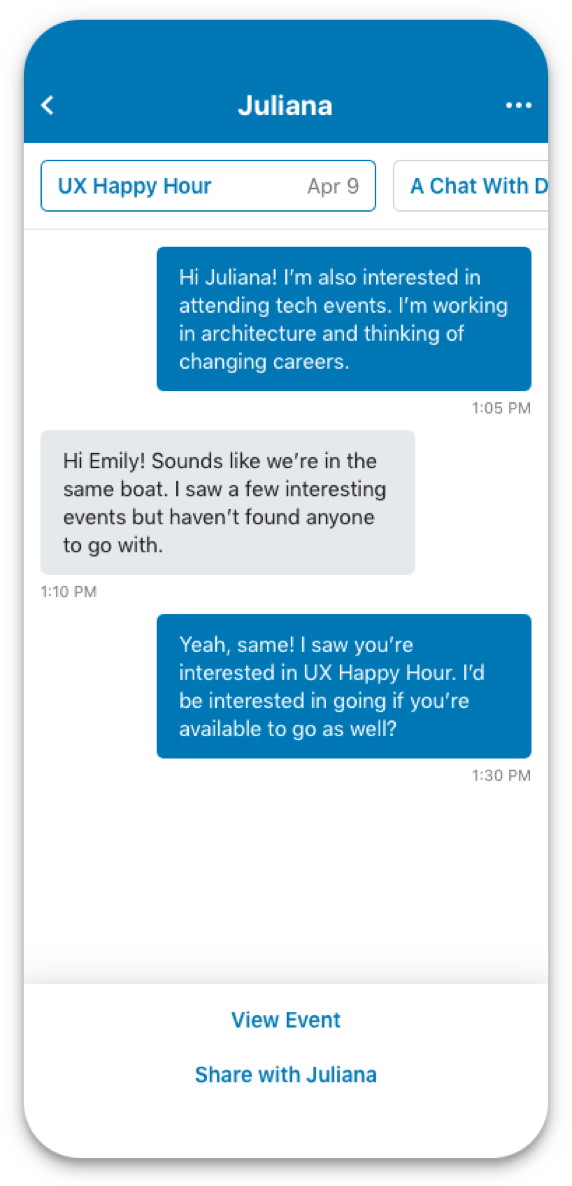 Juliana
UX Happy Hour Apr 9 A Chat With D
Hi Juliana! I’m also interested in
attending tech events. I’m working
in architecture and thinking of
changing careers.
1:05 PM
Hi Emily! Sounds like we’re in the
same boat. I saw a few interesting
events but haven’t found anyone
to go with.
1:10 PM
Yeah, same! I saw you’re
interested in UX Happy Hour. I’d
be interested in going if you’re
available to go as well?
1:30 PM
View Event
Share with Juliana